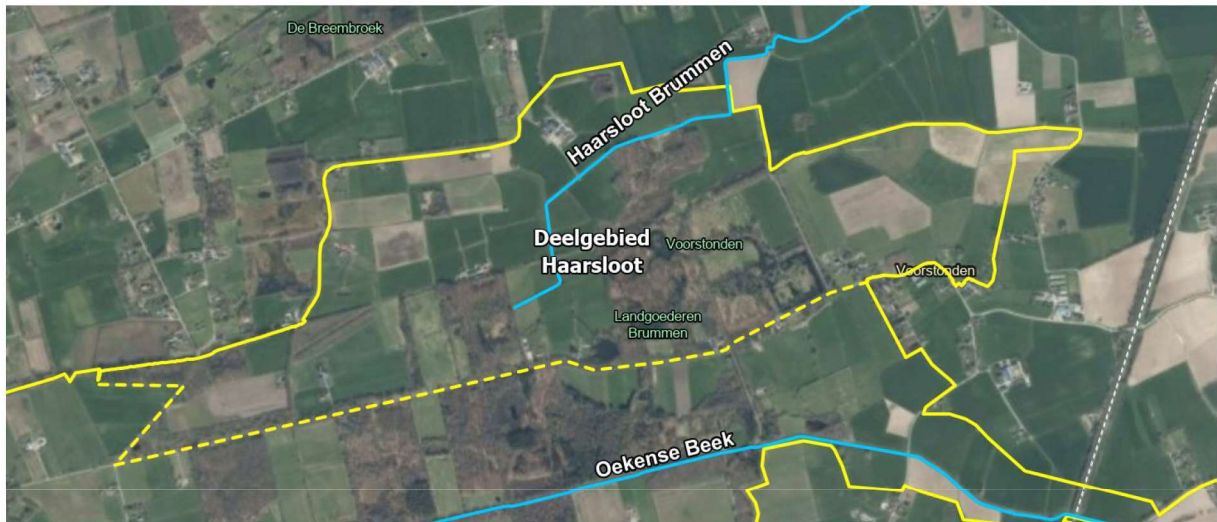 De Breembroek
Haarsloot Brummen
Deelgebied
Haarsloot
Voorstonden
Voorstonden
Landgoederen
Brummen
Oekense Beek